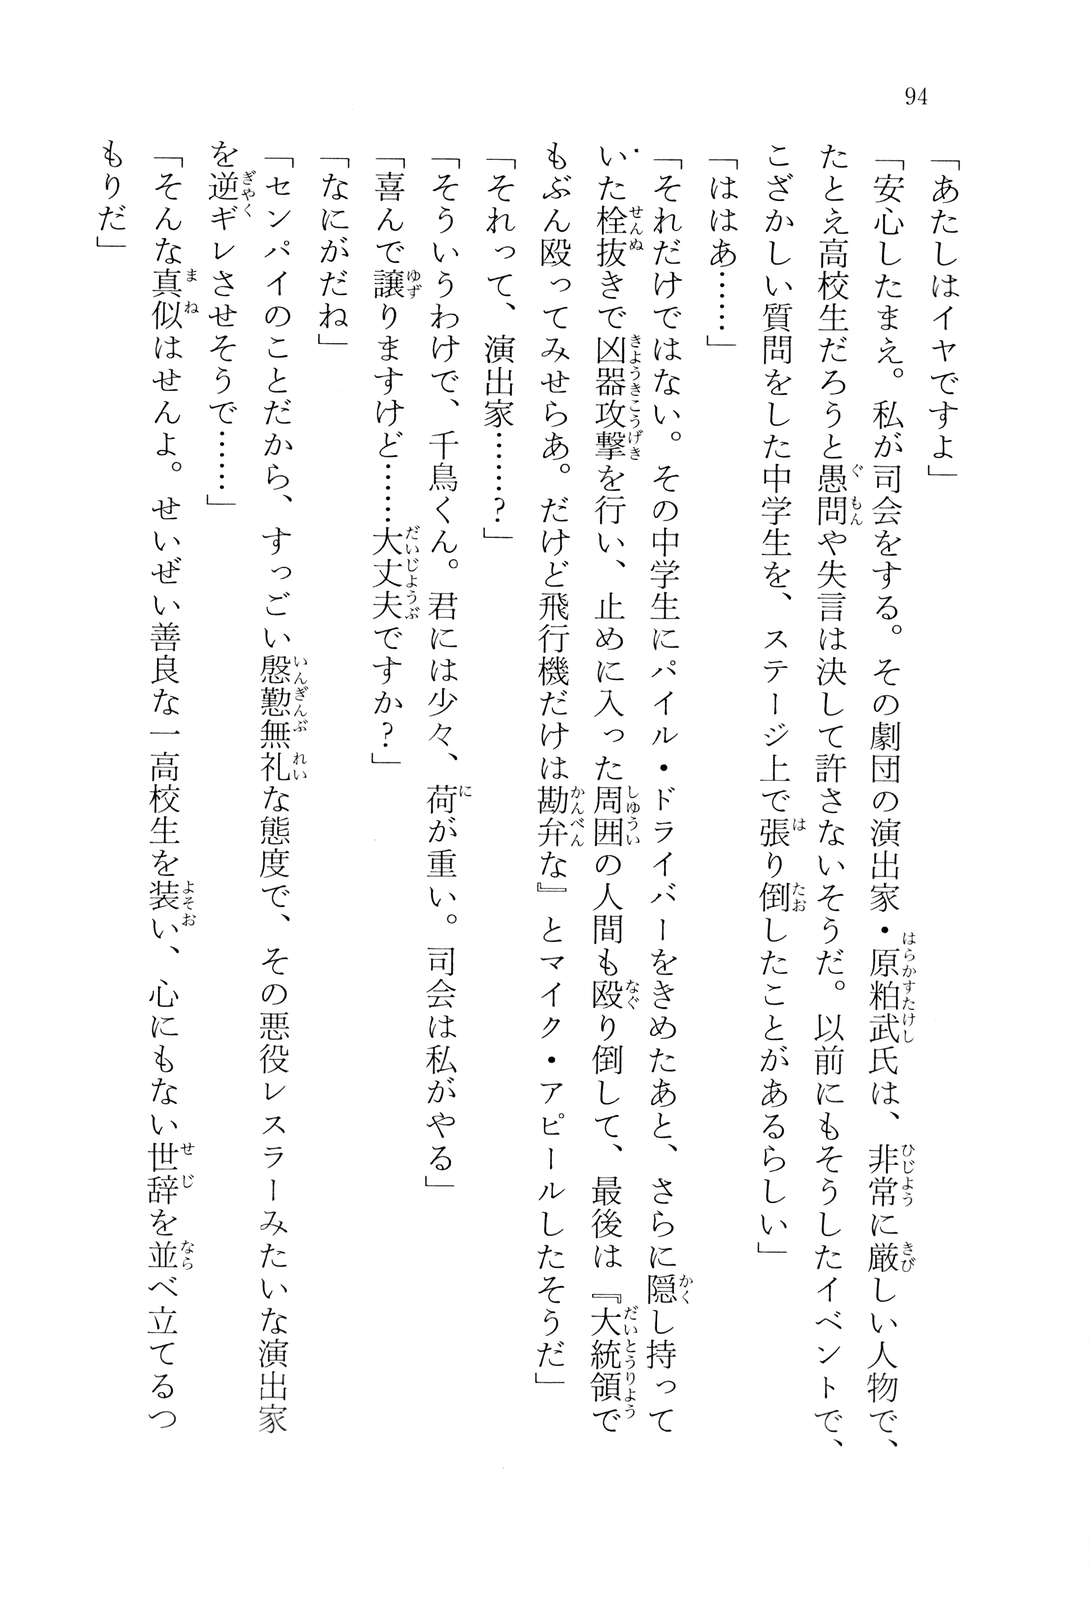 94
「あたしはイヤですよ」
「安心したまえ。私が司会をする。その劇団の演出家・原粕武氏は、非常に厳しい人物で、
たとえ高校生だろうと愚問や失言は決して許さないそうだ。以前にもそうしたイベントで、
こざかしい質問をした中学生を、ステージ上で張り倒したことがあるらしい」
「ははあ……」
「それだけではない。その中学生にパイル・ドライバーをきめたあと、さらに隠し持って
いた栓抜きで凶器攻撃を行い、止めに入った周囲の人間も殴り倒して、最後は『大統領で
もぶん殴ってみせらあ。だけど飛行機だけは勘弁な』とマイク・アピールしたそうだ」
「それって、演出家……？」
「そういうわけで、千鳥くん。君には少々、荷が重い。司会は私がやる」
「喜んで譲りますけど……大丈夫ですか？」
「なにがだね」
「センパイのことだから、すっごい慇懃無礼な態度で、その悪役レスラーみたいな演出家
を逆ギレさせそうで……」
「そんな真似はせんよ。せいぜい善良な一高校生を装い、心にもない世辞を並べ立てるつ
もりだ」